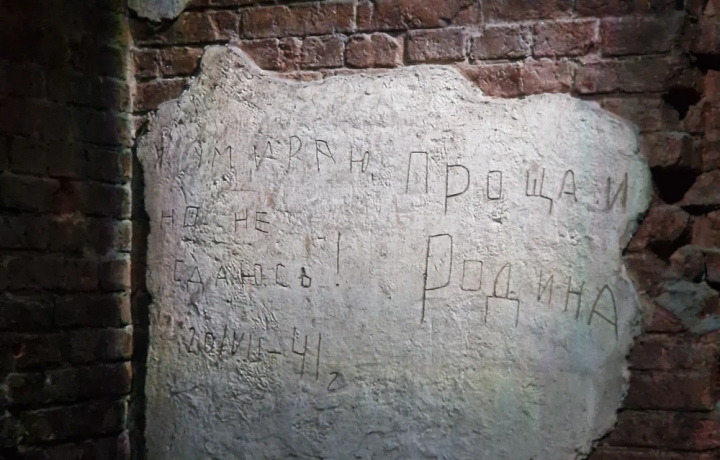 Я УМИРАЮ,
НО НЕ
СДАЮСЬ!
ПРОЩАЙ
РОДИНА
20/VII-41г